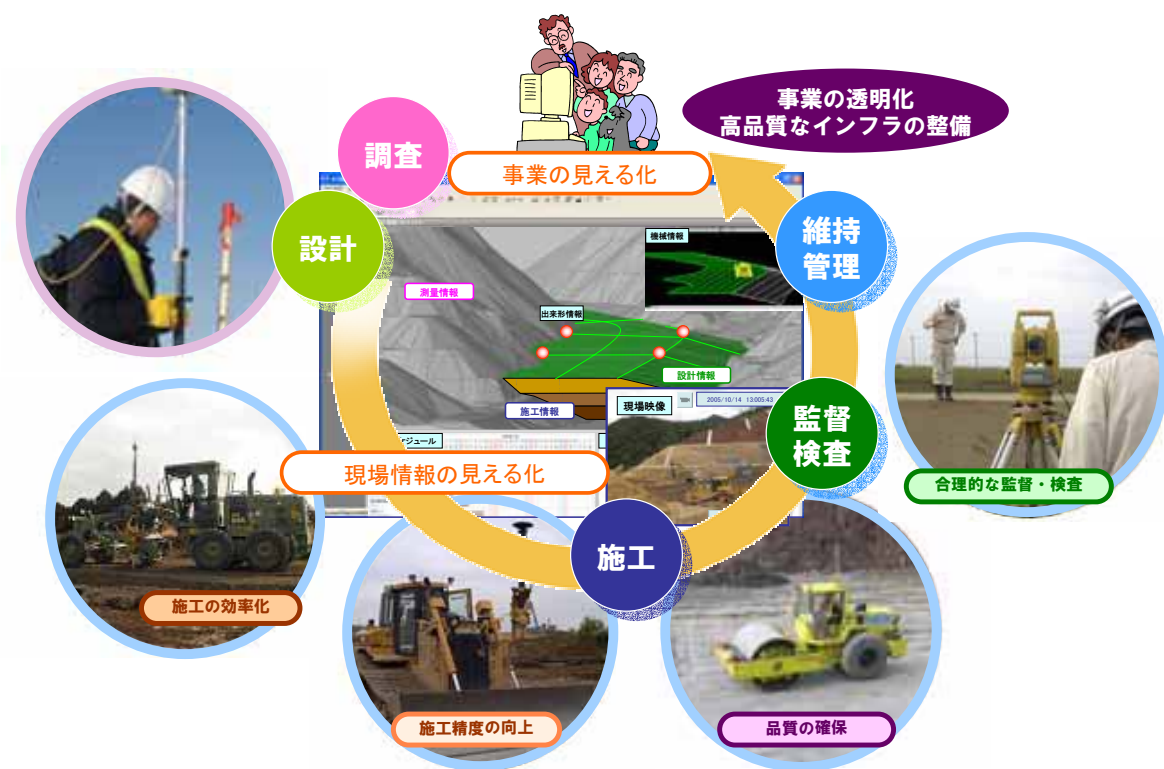 事業の透明化
高品質なインフラの整備
調査
事業の見える化
設計
維持
管理
機械情報
測量情報
出来形情報
設計情報
施工情報
現場映像
2005/10/14 13:005:43
監督
検査
ケジュール
現場情報の見える化
合理的な監督・検査
施工
施工の効率化
施工精度の向上
品質の確保